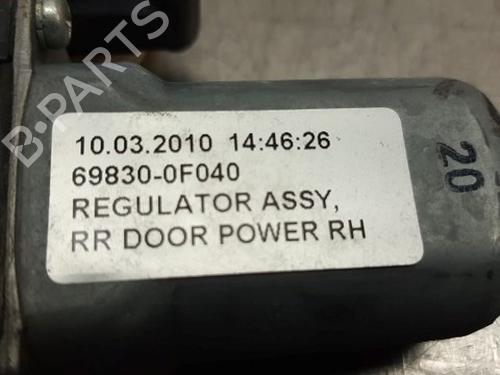 B-PARTS
10.03.2010 14:46:26
69830-0F040
REGULATOR ASSY,
RR DOOR POWER RH
20